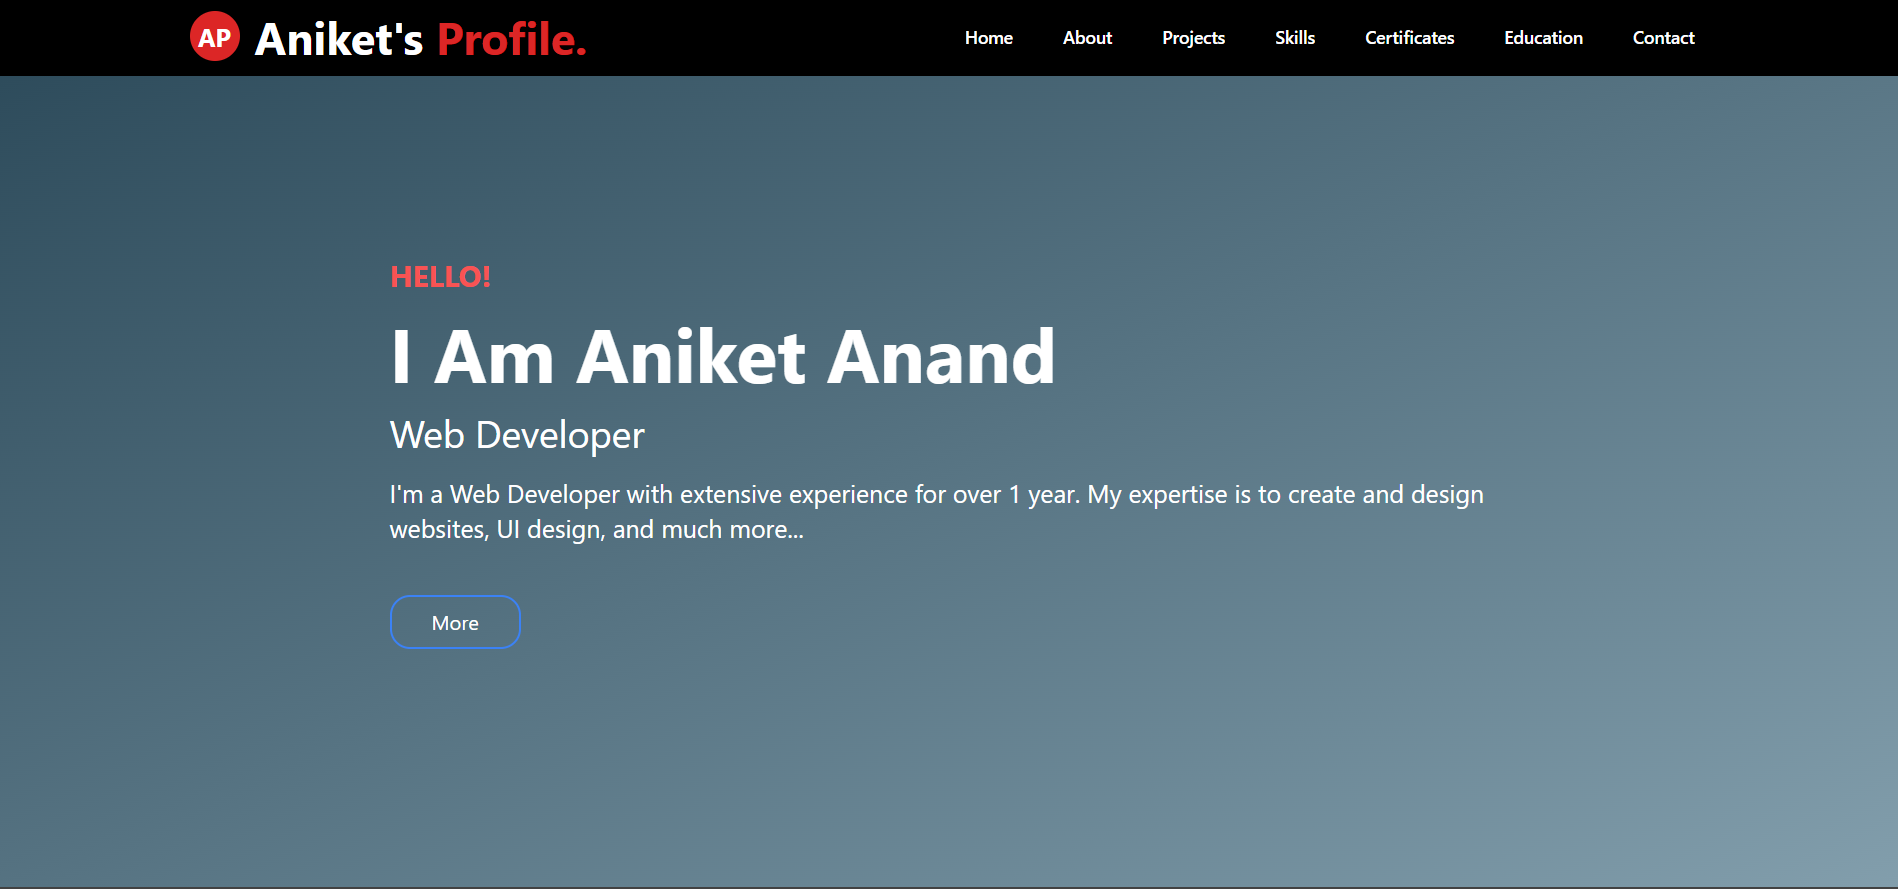 AP Aniket's Profile.
Home About Projects Skills Certificates Education Contact
HELLO!
I Am Aniket Anand
Web Developer
I'm a Web Developer with extensive experience for over 1 year. My expertise is to create and design
websites, UI design, and much more...
More